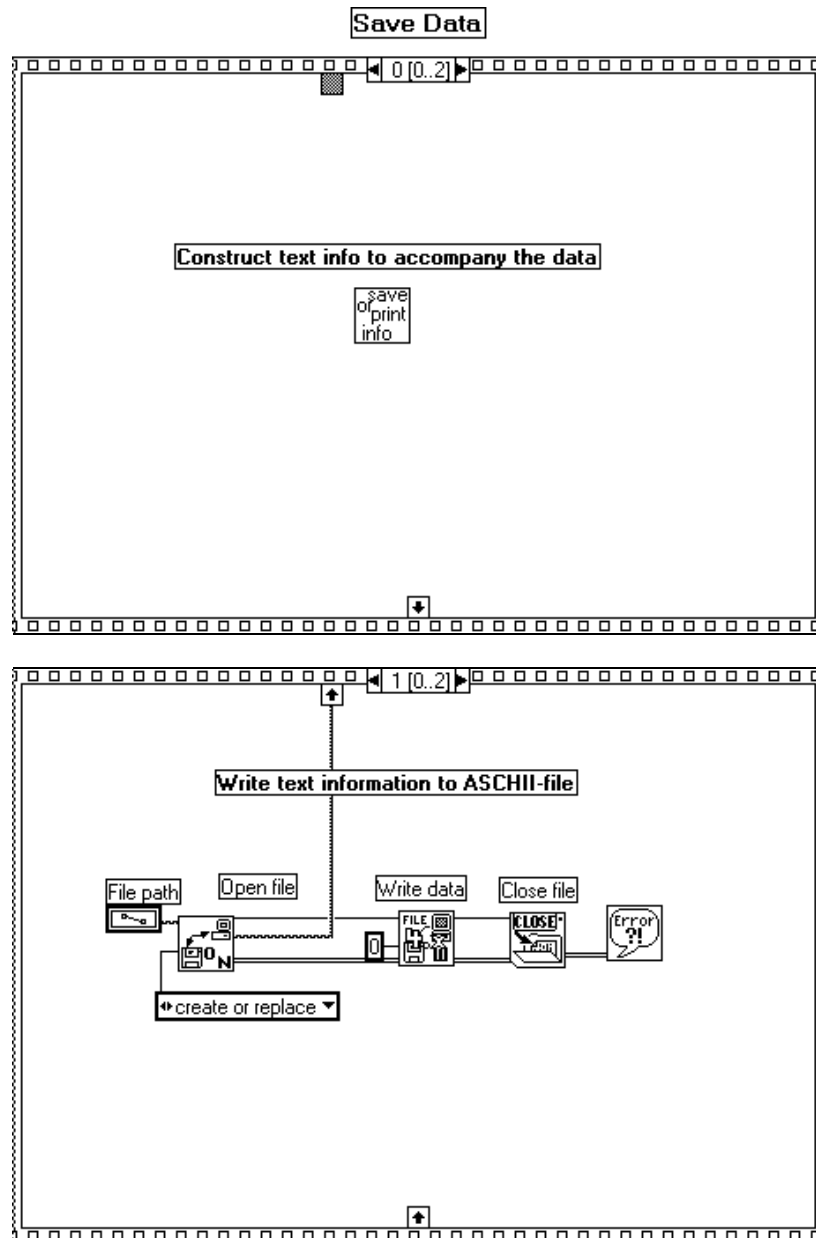 Save Data
0 [0..2]
Construct text info to accompany the data
save
or print
info
1 [0..2]
Write text information to ASCHII-file
File path
Open file
Write data
Close file
FILE
CLOSE
Error
?!
0
O
N
create or replace